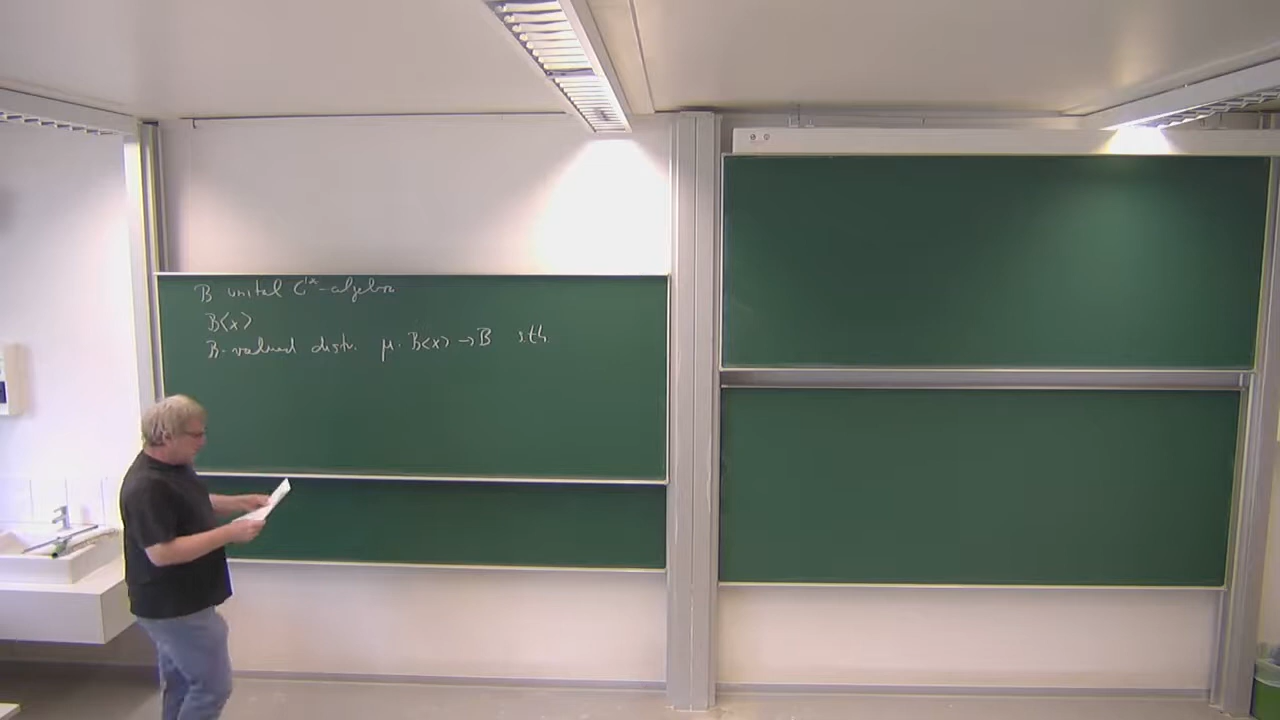 B unital C*-algebra
B<x>
B-valued distr. μ: B<x> → B s.th.